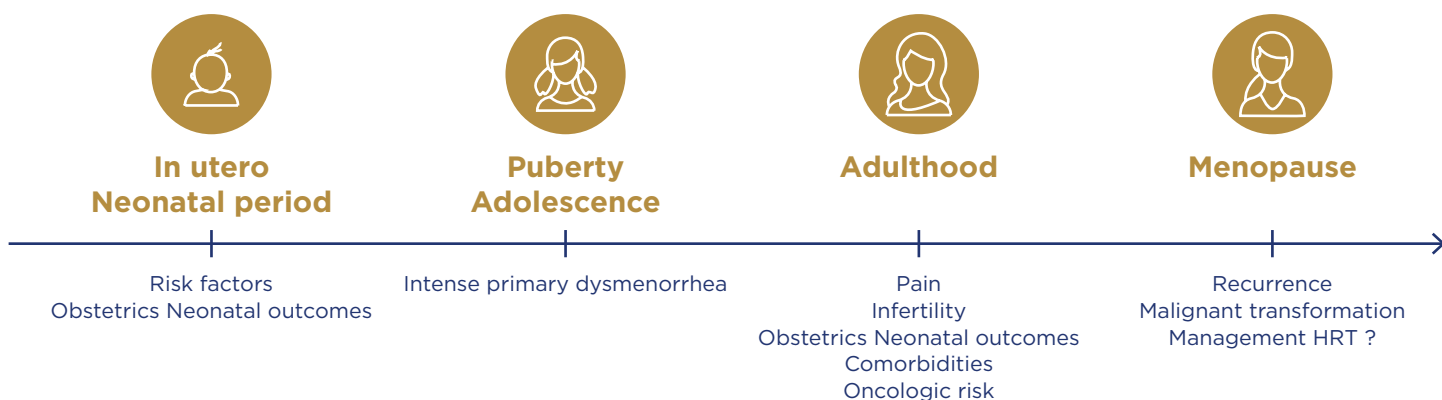 In utero
Neonatal period
Puberty
Adolescence
Adulthood
Menopause
Risk factors
Obstetrics Neonatal outcomes
Intense primary dysmenorrhea
Pain
Infertility
Obstetrics Neonatal outcomes
Comorbidities
Oncologic risk
Recurrence
Malignant transformation
Management HRT ?